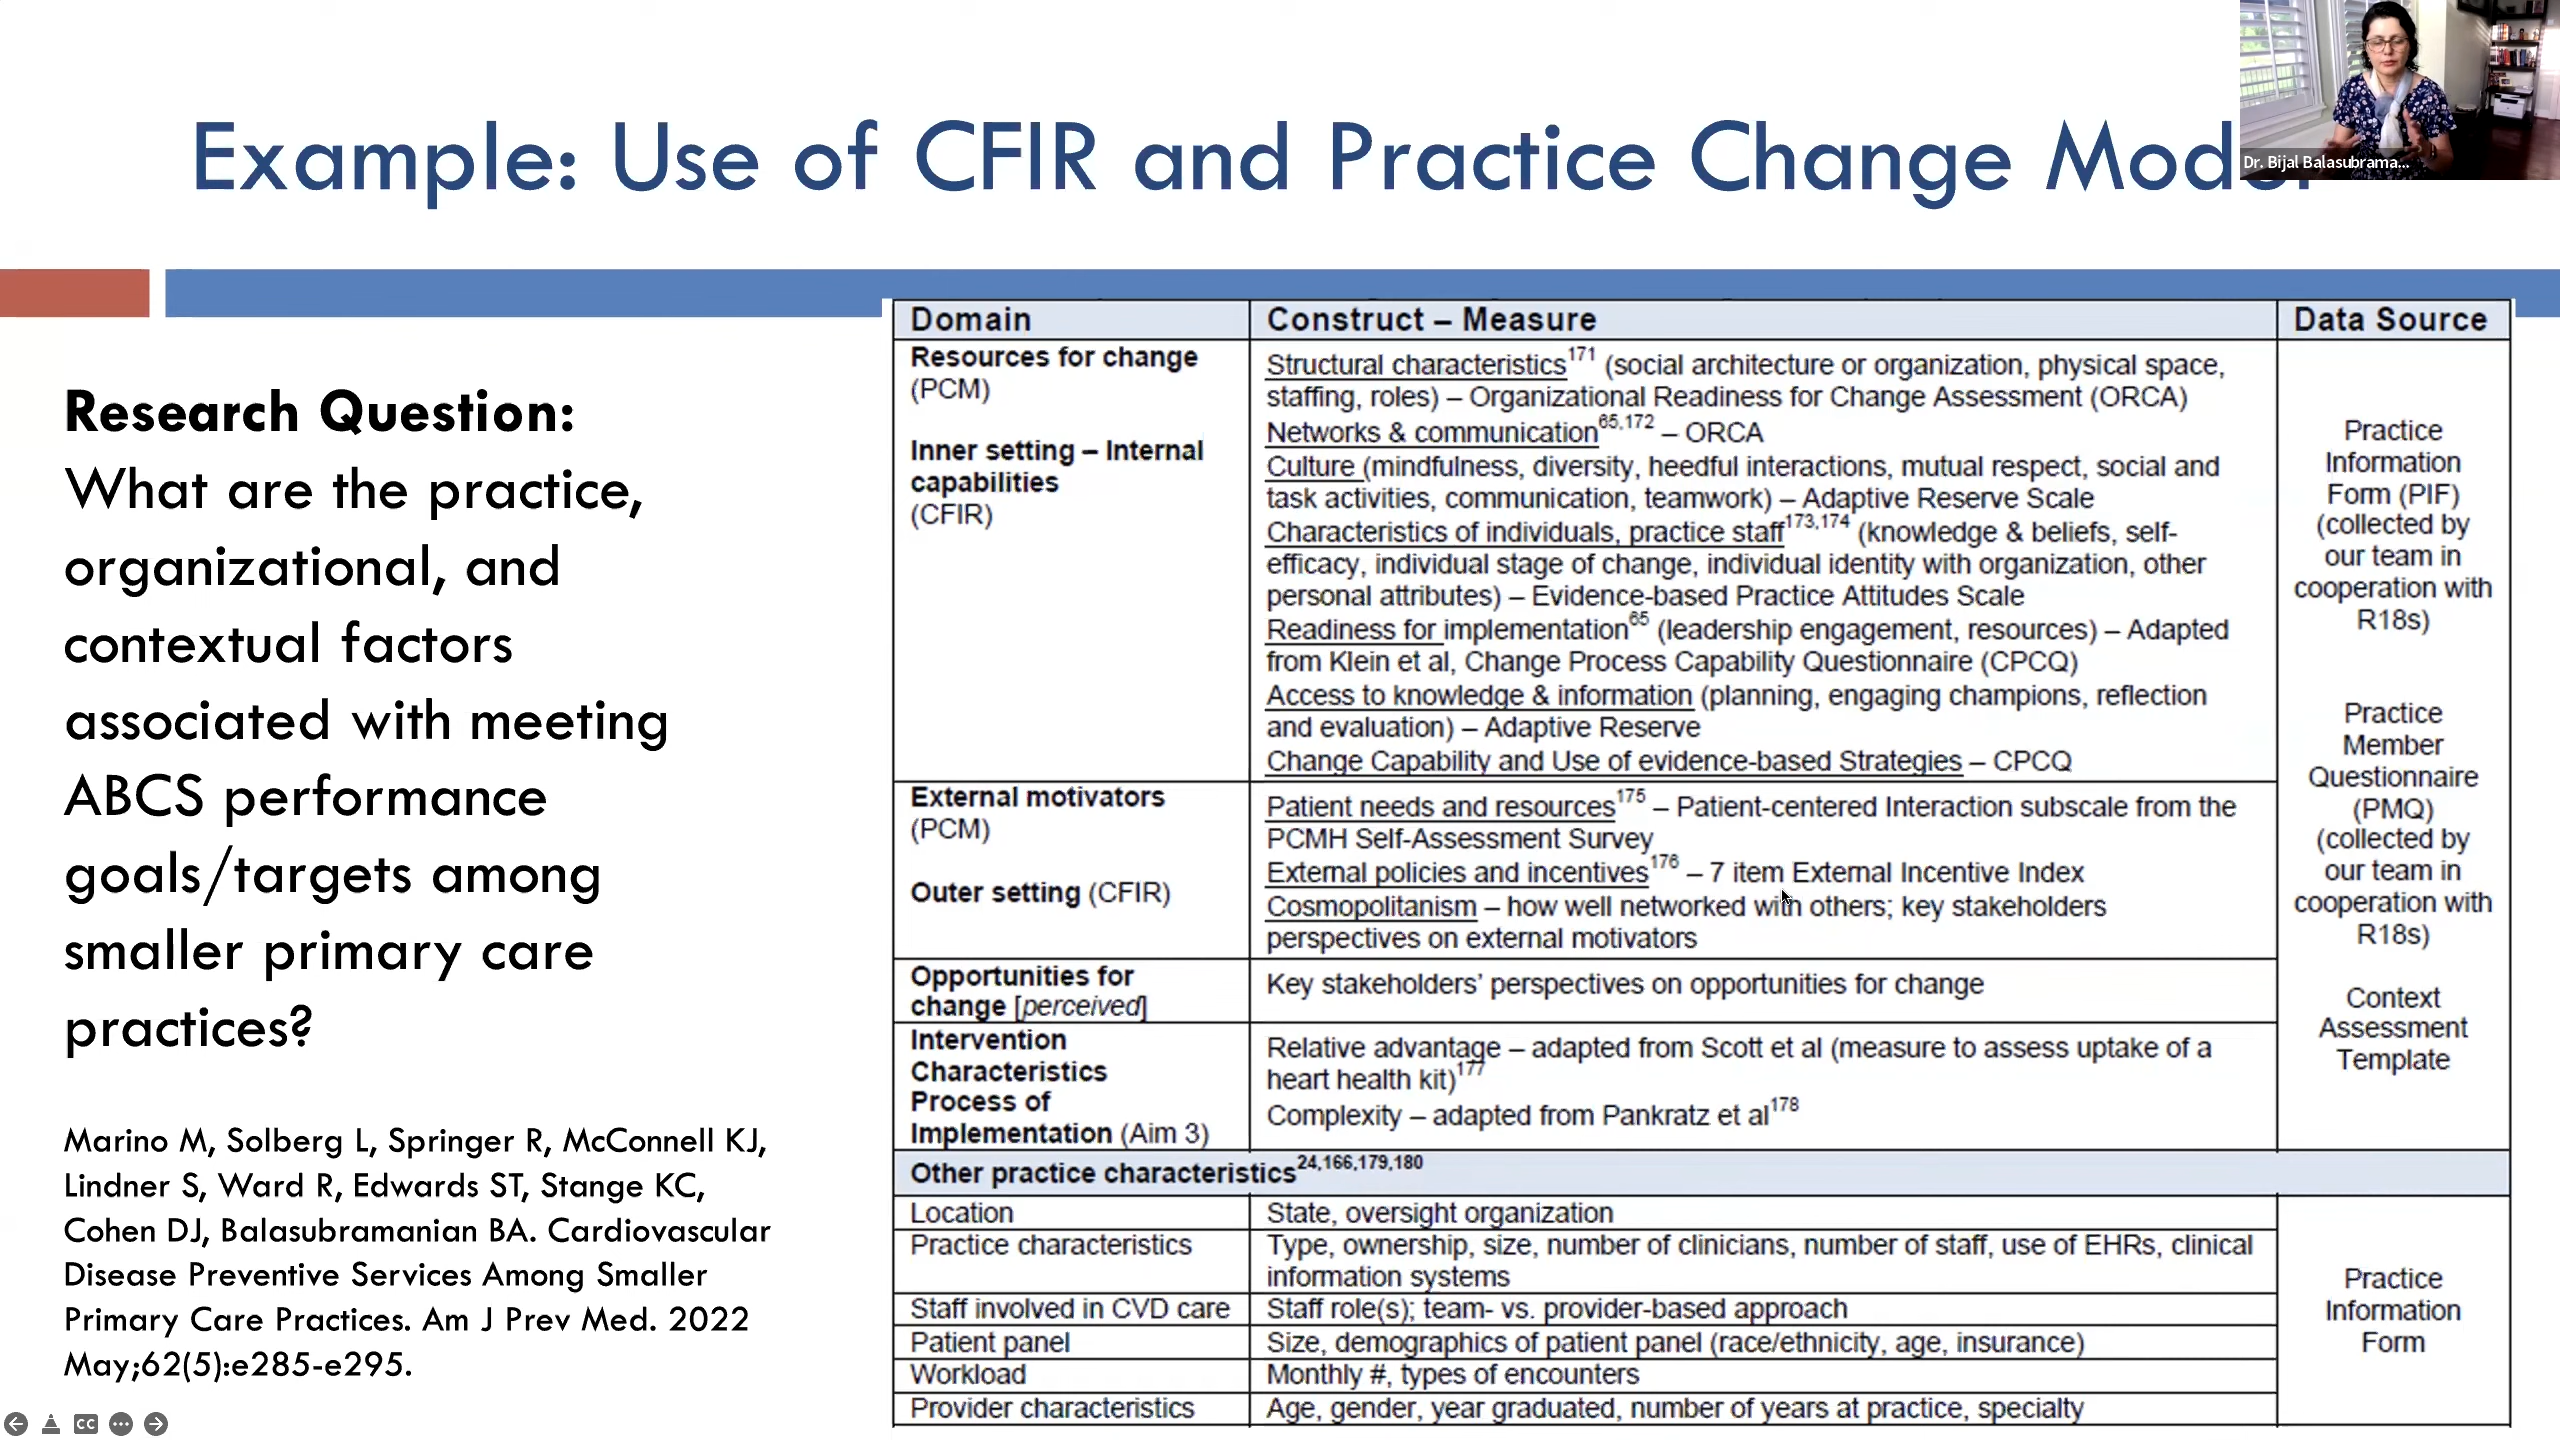 Example: Use of CFIR and Practice Change Model
Dr. Bijal Balasubrama...
Research Question:
What are the practice,
organizational, and
contextual factors
associated with meeting
ABCS performance
goals/targets among
smaller primary care
practices?
Marino M, Solberg L, Springer R, McConnell KJ,
Lindner S, Ward R, Edwards ST, Stange KC,
Cohen DJ, Balasubramanian BA. Cardiovascular
Disease Preventive Services Among Smaller
Primary Care Practices. Am J Prev Med. 2022
May;62(5):e285-e295.
Domain
Construct – Measure
Data Source
Resources for change
(PCM)
Inner setting – Internal
capabilities
(CFIR)
Structural characteristics171 (social architecture or organization, physical space,
staffing, roles) – Organizational Readiness for Change Assessment (ORCA)
Networks & communication65,172 – ORCA
Culture (mindfulness, diversity, heedful interactions, mutual respect, social and
task activities, communication, teamwork) – Adaptive Reserve Scale
Characteristics of individuals, practice staff173,174 (knowledge & beliefs, self-
efficacy, individual stage of change, individual identity with organization, other
personal attributes) – Evidence-based Practice Attitudes Scale
Readiness for implementation65 (leadership engagement, resources) – Adapted
from Klein et al, Change Process Capability Questionnaire (CPCQ)
Access to knowledge & information (planning, engaging champions, reflection
and evaluation) – Adaptive Reserve
Change Capability and Use of evidence-based Strategies – CPCQ
External motivators
(PCM)
Outer setting (CFIR)
Patient needs and resources175 – Patient-centered Interaction subscale from the
PCMH Self-Assessment Survey
External policies and incentives176 – 7 item External Incentive Index
Cosmopolitanism – how well networked with others; key stakeholders
perspectives on external motivators
Opportunities for
change [perceived]
Key stakeholders' perspectives on opportunities for change
Intervention
Characteristics
Process of
Implementation (Aim 3)
Relative advantage – adapted from Scott et al (measure to assess uptake of a
heart health kit)177
Complexity – adapted from Pankratz et al178
Practice
Information
Form (PIF)
(collected by
our team in
cooperation with
R18s)
Practice
Member
Questionnaire
(PMQ)
(collected by
our team in
cooperation with
R18s)
Context
Assessment
Template
Other practice characteristics24,166,179,180
Location
State, oversight organization
Practice characteristics
Type, ownership, size, number of clinicians, number of staff, use of EHRs, clinical
information systems
Staff involved in CVD care
Staff role(s); team- vs. provider-based approach
Patient panel
Size, demographics of patient panel (race/ethnicity, age, insurance)
Workload
Monthly #, types of encounters
Provider characteristics
Age, gender, year graduated, number of years at practice, specialty
Practice
Information
Form
CC